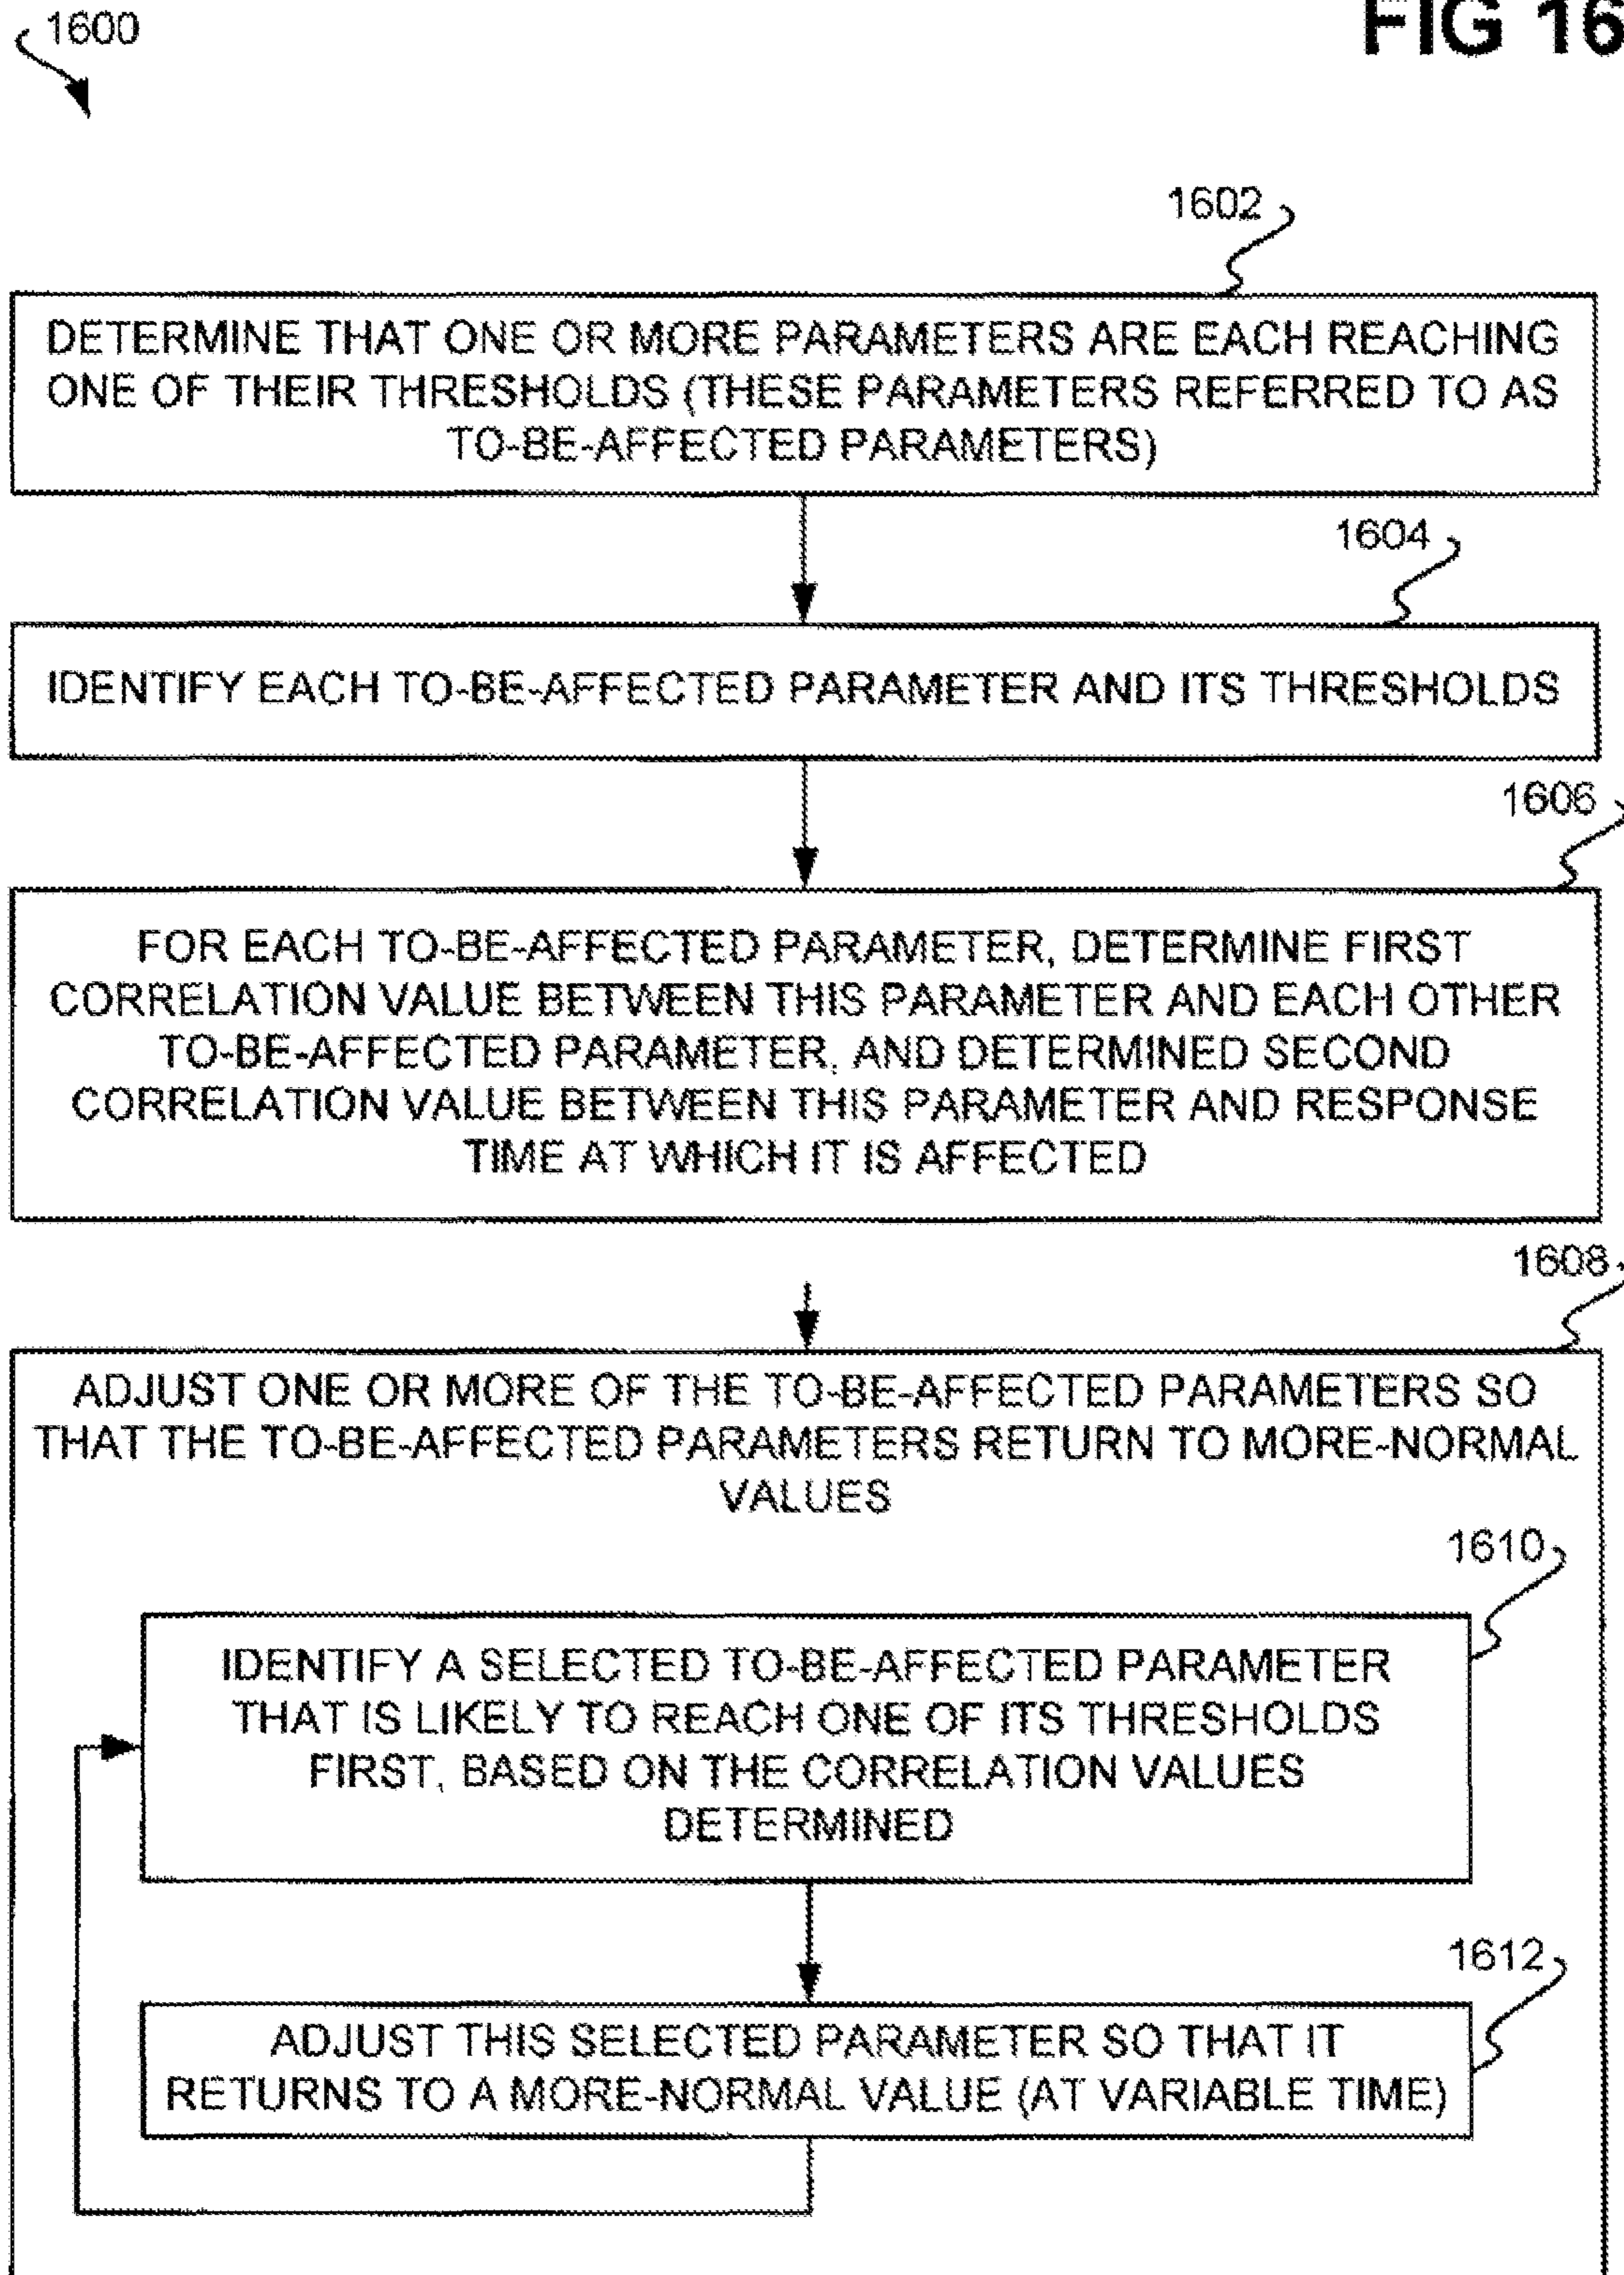 1600
FIG 16
1602
DETERMINE THAT ONE OR MORE PARAMETERS ARE EACH REACHING
ONE OF THEIR THRESHOLDS (THESE PARAMETERS REFERRED TO AS
TO-BE-AFFECTED PARAMETERS)
1604
IDENTIFY EACH TO-BE-AFFECTED PARAMETER AND ITS THRESHOLDS
1606
FOR EACH TO-BE-AFFECTED PARAMETER, DETERMINE FIRST
CORRELATION VALUE BETWEEN THIS PARAMETER AND EACH OTHER
TO-BE-AFFECTED PARAMETER, AND DETERMINED SECOND
CORRELATION VALUE BETWEEN THIS PARAMETER AND RESPONSE
TIME AT WHICH IT IS AFFECTED
1608
ADJUST ONE OR MORE OF THE TO-BE-AFFECTED PARAMETERS SO
THAT THE TO-BE-AFFECTED PARAMETERS RETURN TO MORE-NORMAL
VALUES
1610
IDENTIFY A SELECTED TO-BE-AFFECTED PARAMETER
THAT IS LIKELY TO REACH ONE OF ITS THRESHOLDS
FIRST, BASED ON THE CORRELATION VALUES
DETERMINED
1612
ADJUST THIS SELECTED PARAMETER SO THAT IT
RETURNS TO A MORE-NORMAL VALUE (AT VARIABLE TIME)